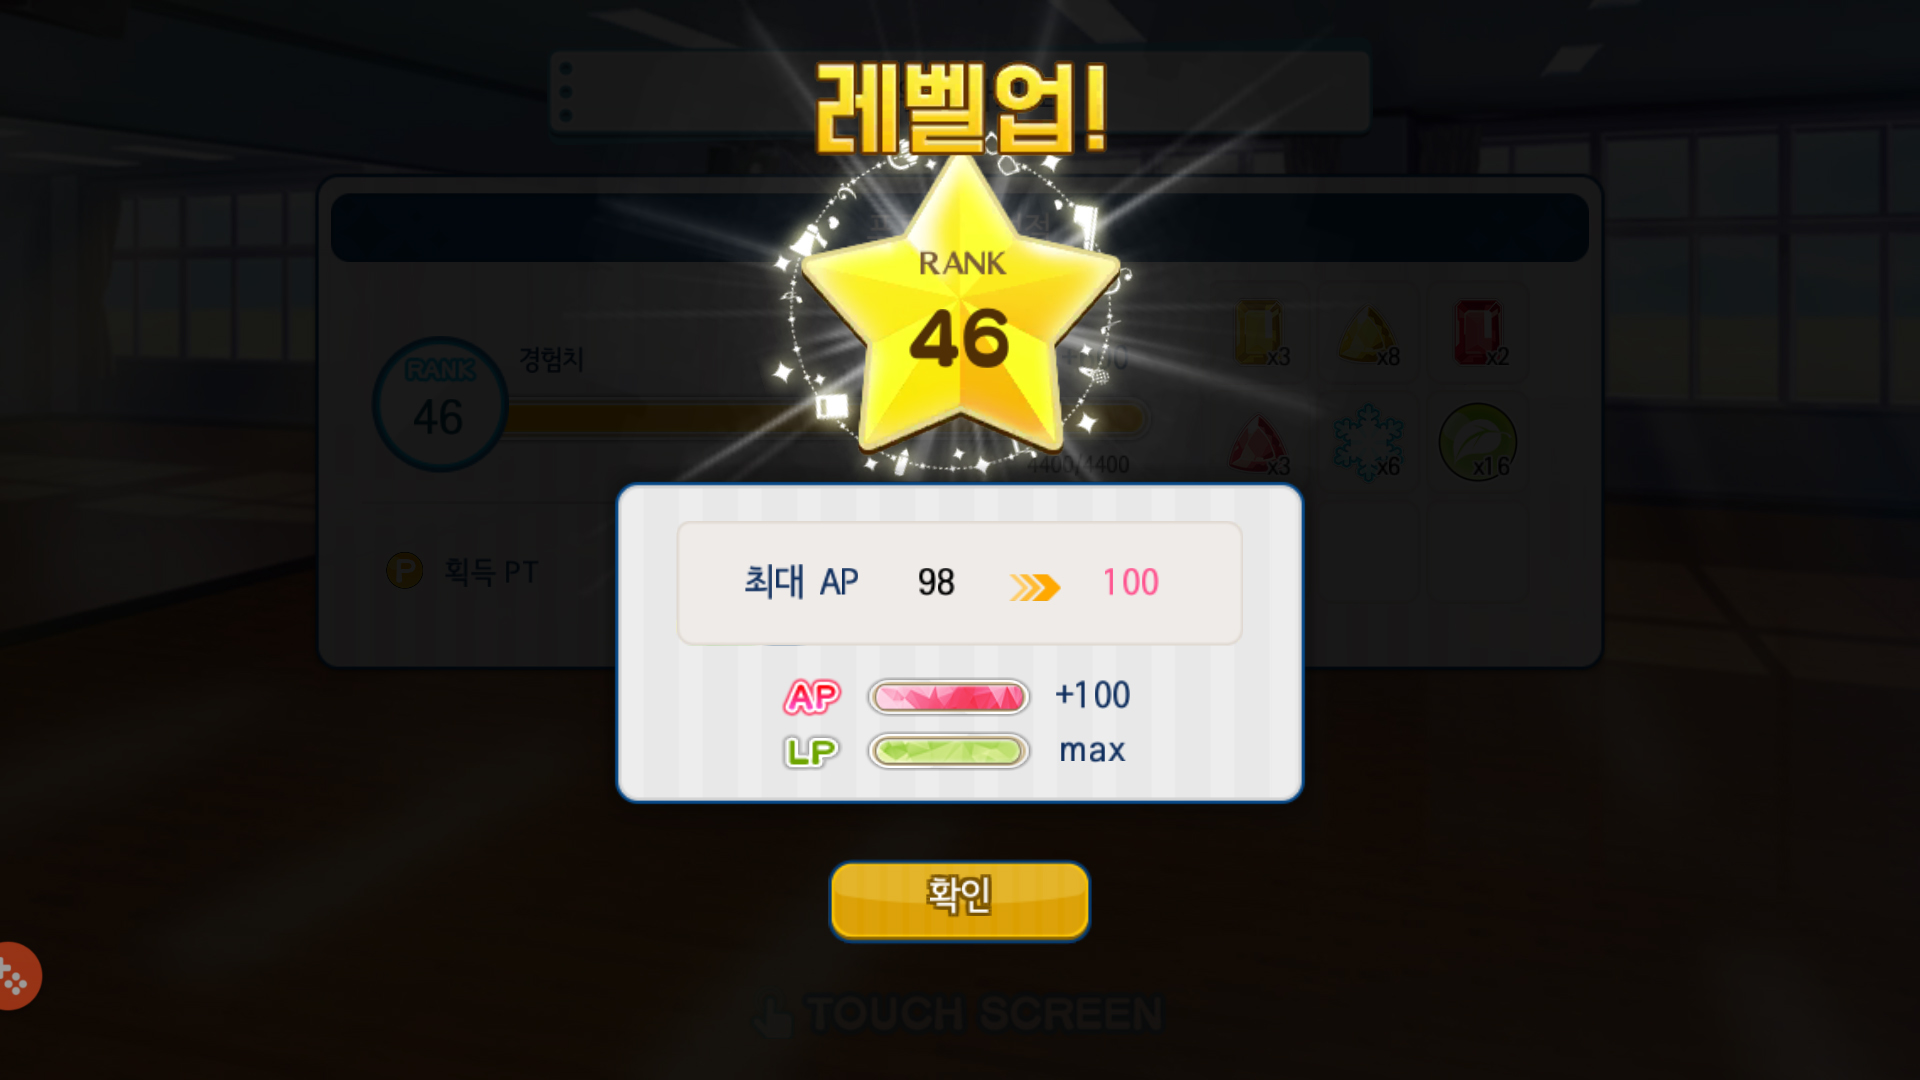 레벨업!
RANK
46
RANK
46
경험치
x3
x8
x2
x3
x6
x16
4400/4400
획득 PT
최대 AP 98 100
AP +100
LP max
확인
TOUCH SCREEN